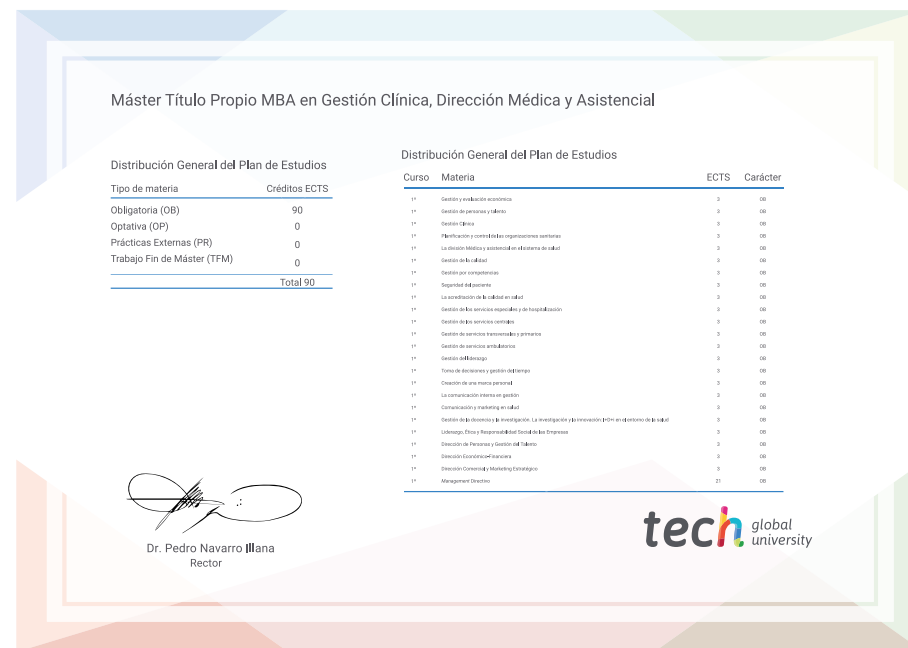 Máster Título Propio MBA en Gestión Clínica, Dirección Médica y Asistencial
Distribución General del Plan de Estudios
Tipo de materia Créditos ECTS
Obligatoria (OB) 90
Optativa (OP) 0
Prácticas Externas (PR) 0
Trabajo Fin de Máster (TFM) 0
Total 90
Distribución General del Plan de Estudios
Curso Materia ECTS Carácter
1º Gestión y evaluación económica 3 OB
1º Gestión de personas y talento 3 OB
1º Gestión Clínica 3 OB
1º Planificación y control de las organizaciones sanitarias 3 OB
1º La división Médica y asistencial en el sistema de salud 3 OB
1º Gestión de la calidad 3 OB
1º Gestión por competencias 3 OB
1º Seguridad del paciente 3 OB
1º La acreditación de la calidad en salud 3 OB
1º Gestión de los servicios especiales y de hospitalización 3 OB
1º Gestión de los servicios centrales 3 OB
1º Gestión de servicios transversales y primarios 3 OB
1º Gestión de servicios ambulatorios 3 OB
1º Gestión del liderazgo 3 OB
1º Toma de decisiones y gestión del tiempo 3 OB
1º Creación de una marca personal 3 OB
1º La comunicación interna en gestión 3 OB
1º Comunicación y marketing en salud 3 OB
1º Gestión de la docencia y la investigación. La investigación y la innovación: I+D+i en el entorno de la salud 3 OB
1º Liderazgo, Ética y Responsabilidad Social de las Empresas 3 OB
1º Dirección de Personas y Gestión del Talento 3 OB
1º Dirección Económico-Financiera 3 OB
1º Dirección Comercial y Marketing Estratégico 3 OB
1º Management Directivo 21 OB
Dr. Pedro Navarro Illana
Rector
tech global
university